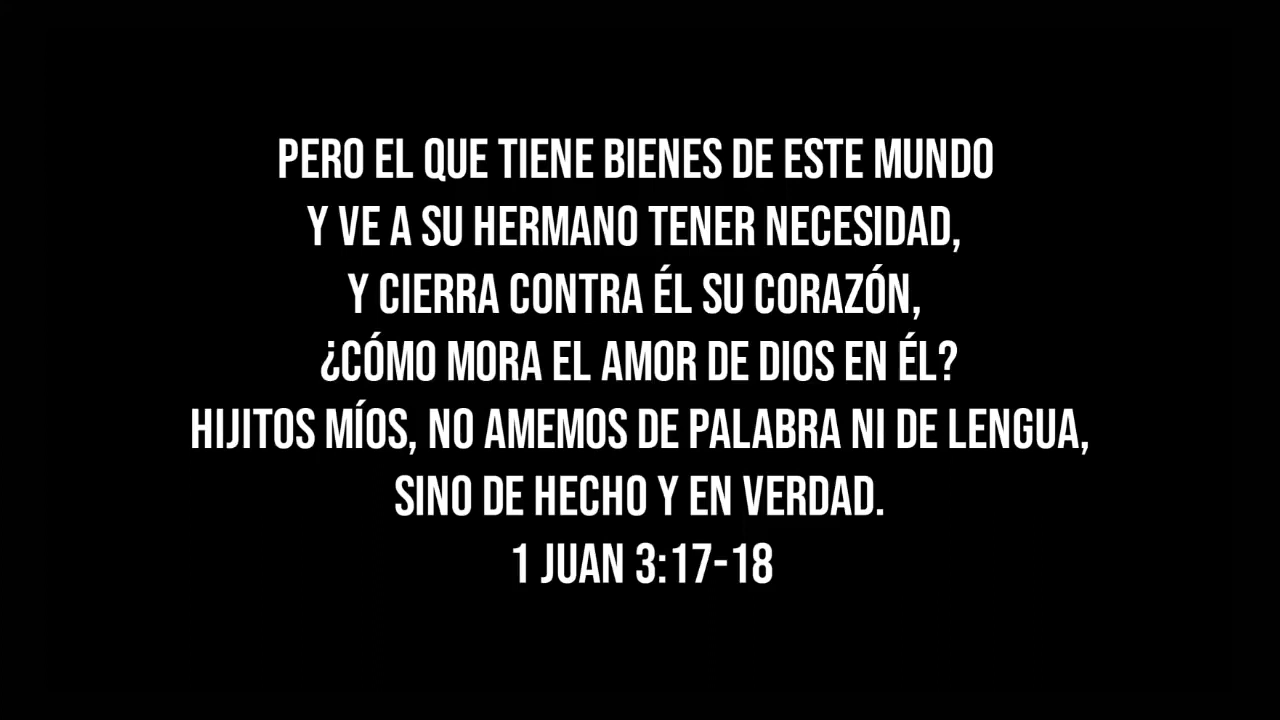 PERO EL QUE TIENE BIENES DE ESTE MUNDO
Y VE A SU HERMANO TENER NECESIDAD,
Y CIERRA CONTRA ÉL SU CORAZÓN,
¿CÓMO MORA EL AMOR DE DIOS EN ÉL?
HIJITOS MÍOS, NO AMEMOS DE PALABRA NI DE LENGUA,
SINO DE HECHO Y EN VERDAD.
1 JUAN 3:17-18